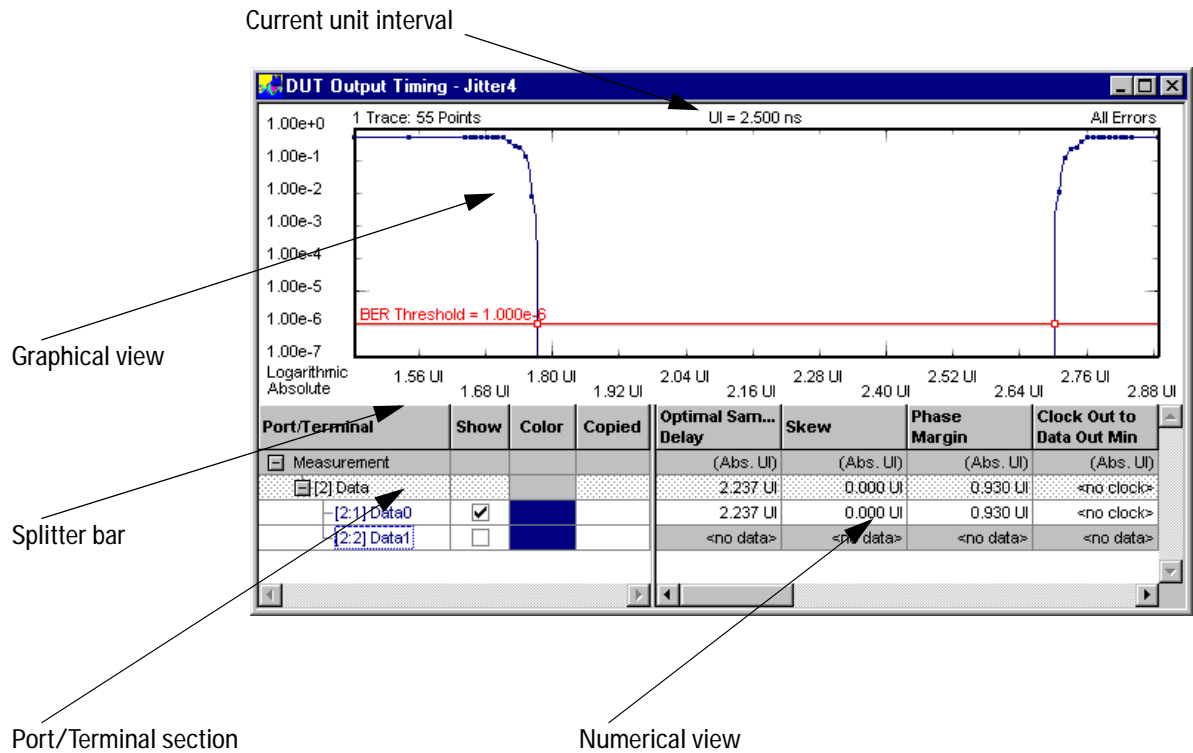 Current unit interval
DUT Output Timing - Jitter4
1 Trace: 55 Points UI = 2.500 ns All Errors
1.00e+0
1.00e-1
1.00e-2
1.00e-3
1.00e-4
1.00e-5
1.00e-6
1.00e-7
BER Threshold = 1.000e-6
Graphical view
Logarithmic
Absolute
1.56 UI 1.80 UI 2.04 UI 2.28 UI 2.52 UI 2.76 UI
1.68 UI 1.92 UI 2.16 UI 2.40 UI 2.64 UI 2.88 UI
Port/Terminal Show Color Copied Optimal Sam... Delay Skew Phase Margin Clock Out to Data Out Min
Measurement (Abs. UI) (Abs. UI) (Abs. UI) (Abs. UI)
[2] Data 2.237 UI 0.000 UI 0.930 UI <no clock>
[2:1] Data0 2.237 UI 0.000 UI 0.930 UI <no clock>
[2:2] Data1 <no data> <no data> <no data> <no data>
Splitter bar
Port/Terminal section
Numerical view